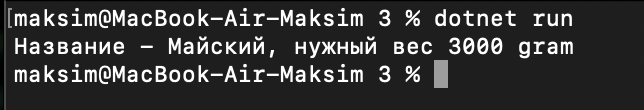 [maksim@MacBook-Air-Maksim 3 % dotnet run
Название - Майский, нужный вес 3000 gram
maksim@MacBook-Air-Maksim 3 %